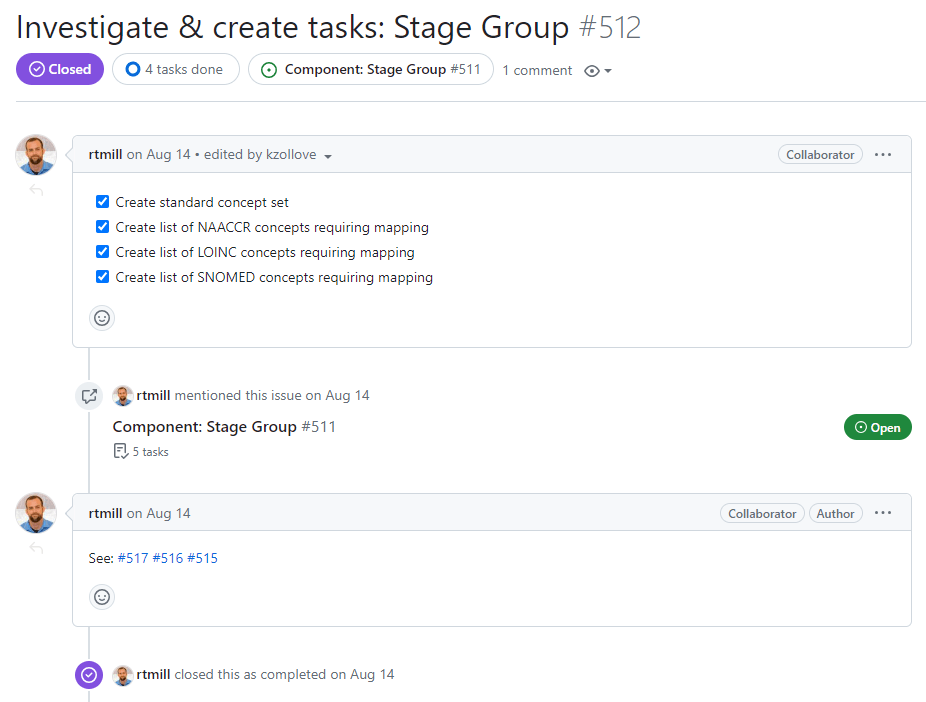 Investigate & create tasks: Stage Group #512
Closed 4 tasks done Component: Stage Group #511 1 comment
rtmill on Aug 14 • edited by kzollove Collaborator
Create standard concept set
Create list of NAACCR concepts requiring mapping
Create list of LOINC concepts requiring mapping
Create list of SNOMED concepts requiring mapping
rtmill mentioned this issue on Aug 14
Component: Stage Group #511
Open
5 tasks
rtmill on Aug 14 Collaborator Author
See: #517 #516 #515
rtmill closed this as completed on Aug 14